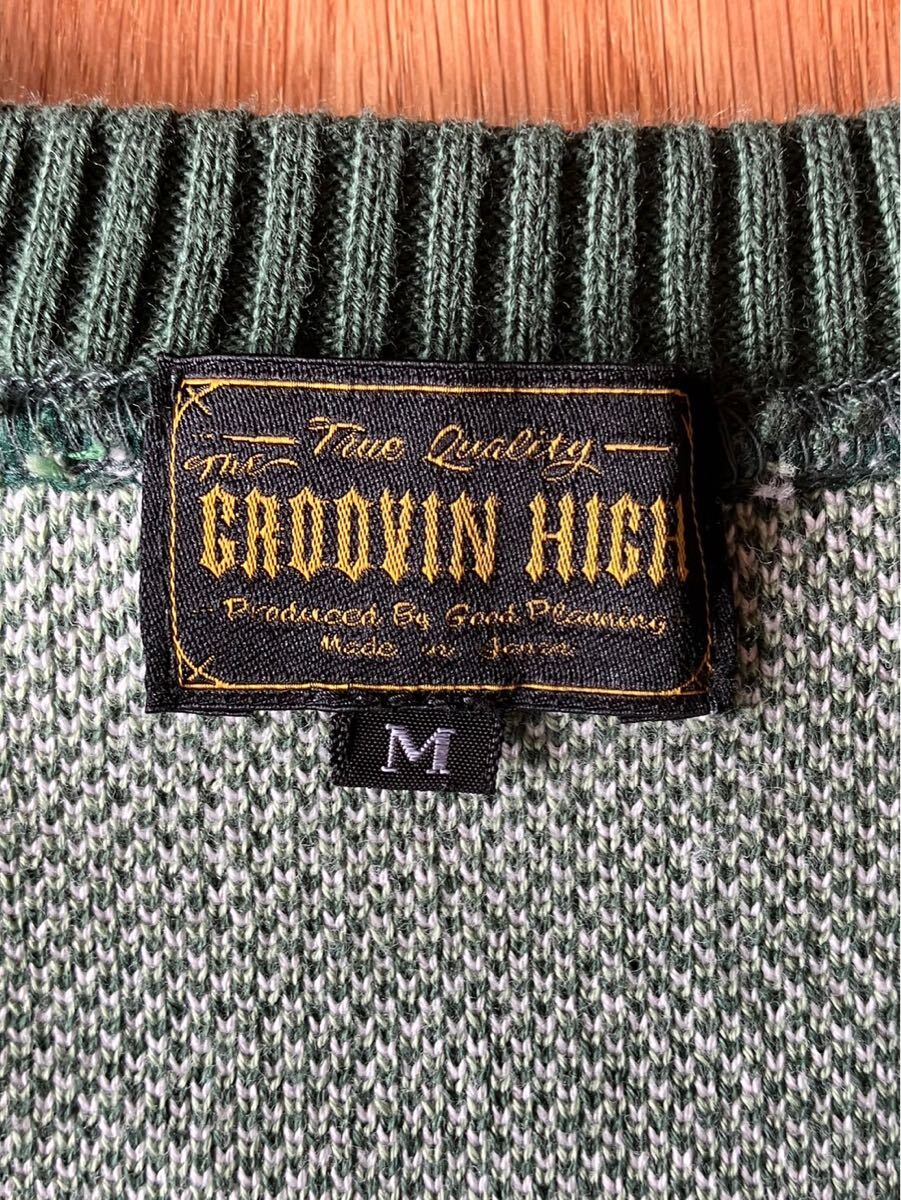 True Quality
The
GROOVIN HIGH
Produced By Good Planning
Made in Japan
M